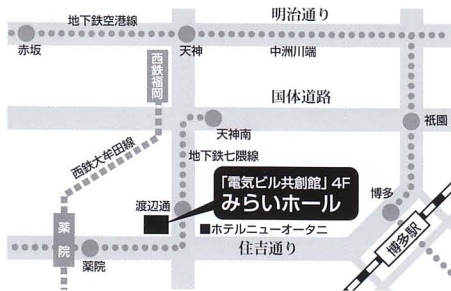 明治通り
地下鉄空港線
赤坂
天神
中洲川端
西鉄福岡
国体道路
天神南
祇園
西鉄大牟田線
地下鉄七隈線
「電気ビル共創館」4F
みらいホール
渡辺通
■ホテルニューオータニ
博多
住吉通り
薬院
薬院
博多駅